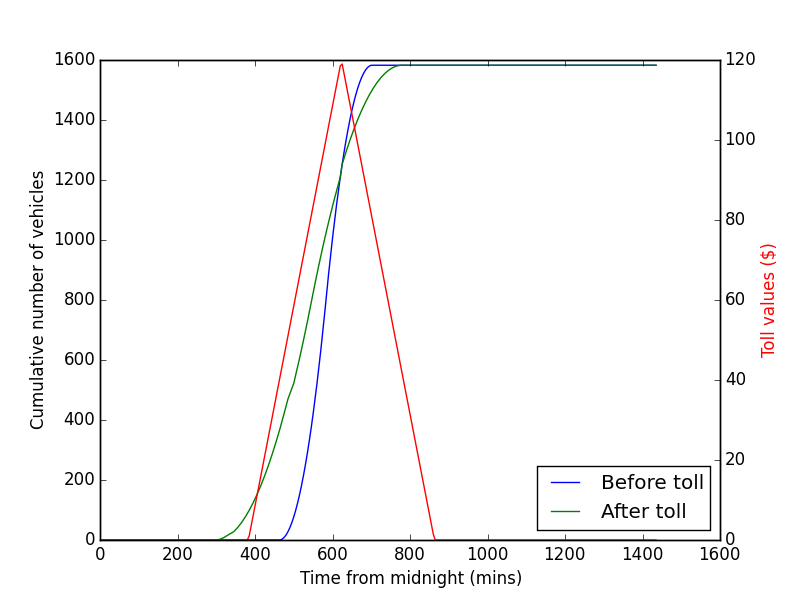 1600
1400
1200
1000
800
600
400
200
0
Cumulative number of vehicles
120
100
80
60
40
20
0
Toll values ($)
Before toll
After toll
0 200 400 600 800 1000 1200 1400 1600
Time from midnight (mins)